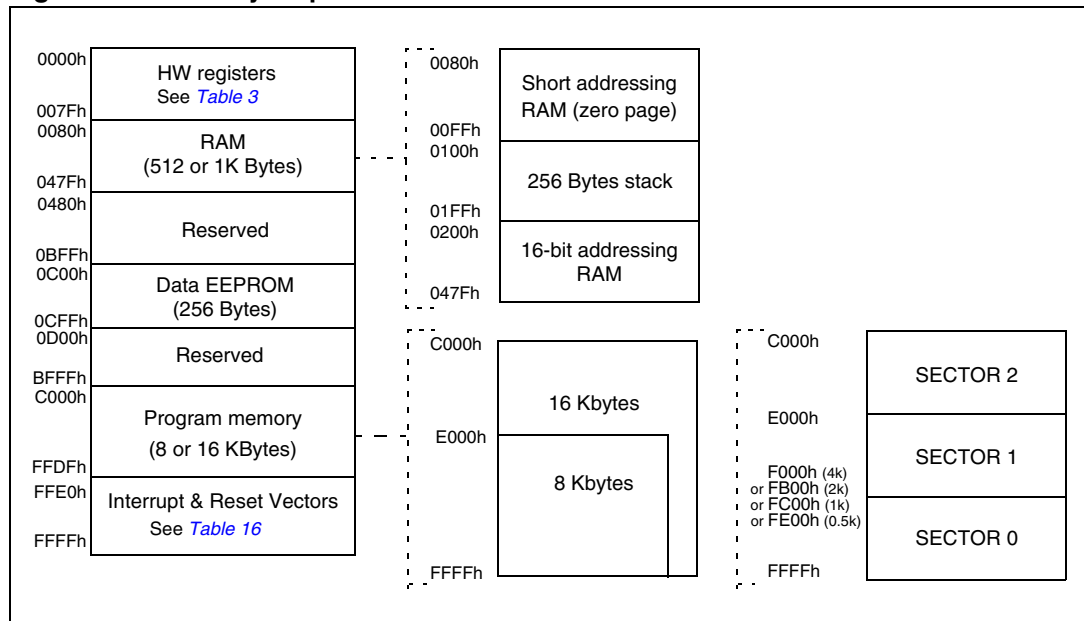 0000h
HW registers
See Table 3
007Fh
0080h
RAM
(512 or 1K Bytes)
047Fh
0480h
Reserved
0BFFh
0C00h
Data EEPROM
(256 Bytes)
0CFFh
0D00h
Reserved
BFFFh
C000h
Program memory
(8 or 16 KBytes)
FFDFh
FFE0h
Interrupt & Reset Vectors
See Table 16
FFFFh
0080h
Short addressing
RAM (zero page)
00FFh
0100h
256 Bytes stack
01FFh
0200h
16-bit addressing
RAM
047Fh
C000h
16 Kbytes
E000h
8 Kbytes
FFFFh
C000h
SECTOR 2
E000h
SECTOR 1
F000h (4k)
or FB00h (2k)
or FC00h (1k)
or FE00h (0.5k)
SECTOR 0
FFFFh